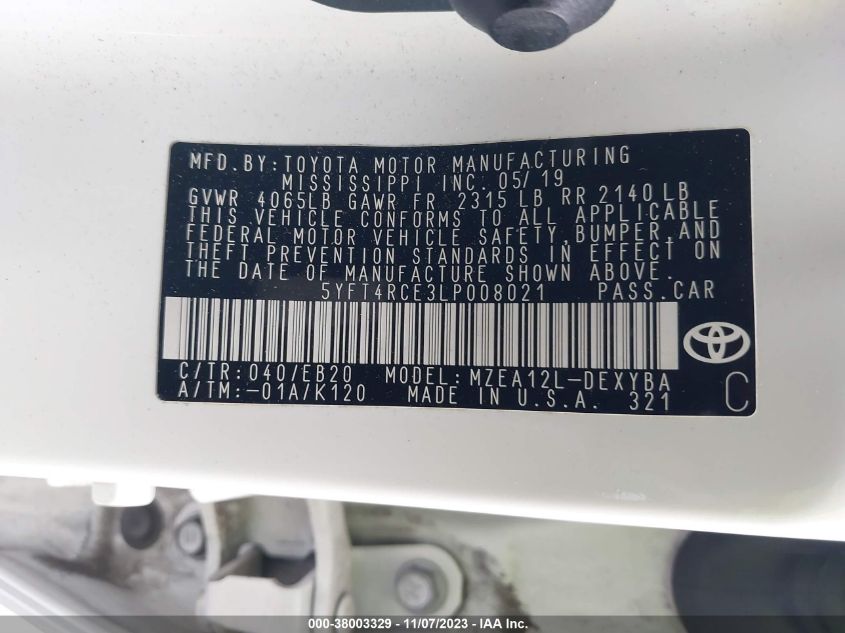 MFD.BY:TOYOTA MOTOR MANUFACTURING
MISSISSIPPI INC. 05/19
GVWR 4065LB GAWR FR 2315 LB RR 2140 LB
THIS VEHICLE CONFORMS TO ALL APPLICABLE
FEDERAL MOTOR VEHICLE SAFETY, BUMPER, AND
THEFT PREVENTION STANDARDS IN EFFECT ON
THE DATE OF MANUFACTURE SHOWN ABOVE.
5YFT4RCE3LP008021 PASS.CAR
C/TR:040/EB20 MODEL:MZEA12L-DEXYBA
A/TM:-01A/K120 MADE IN U.S.A. 321
C
000-38003329 - 11/07/2023 - © IAA Inc.